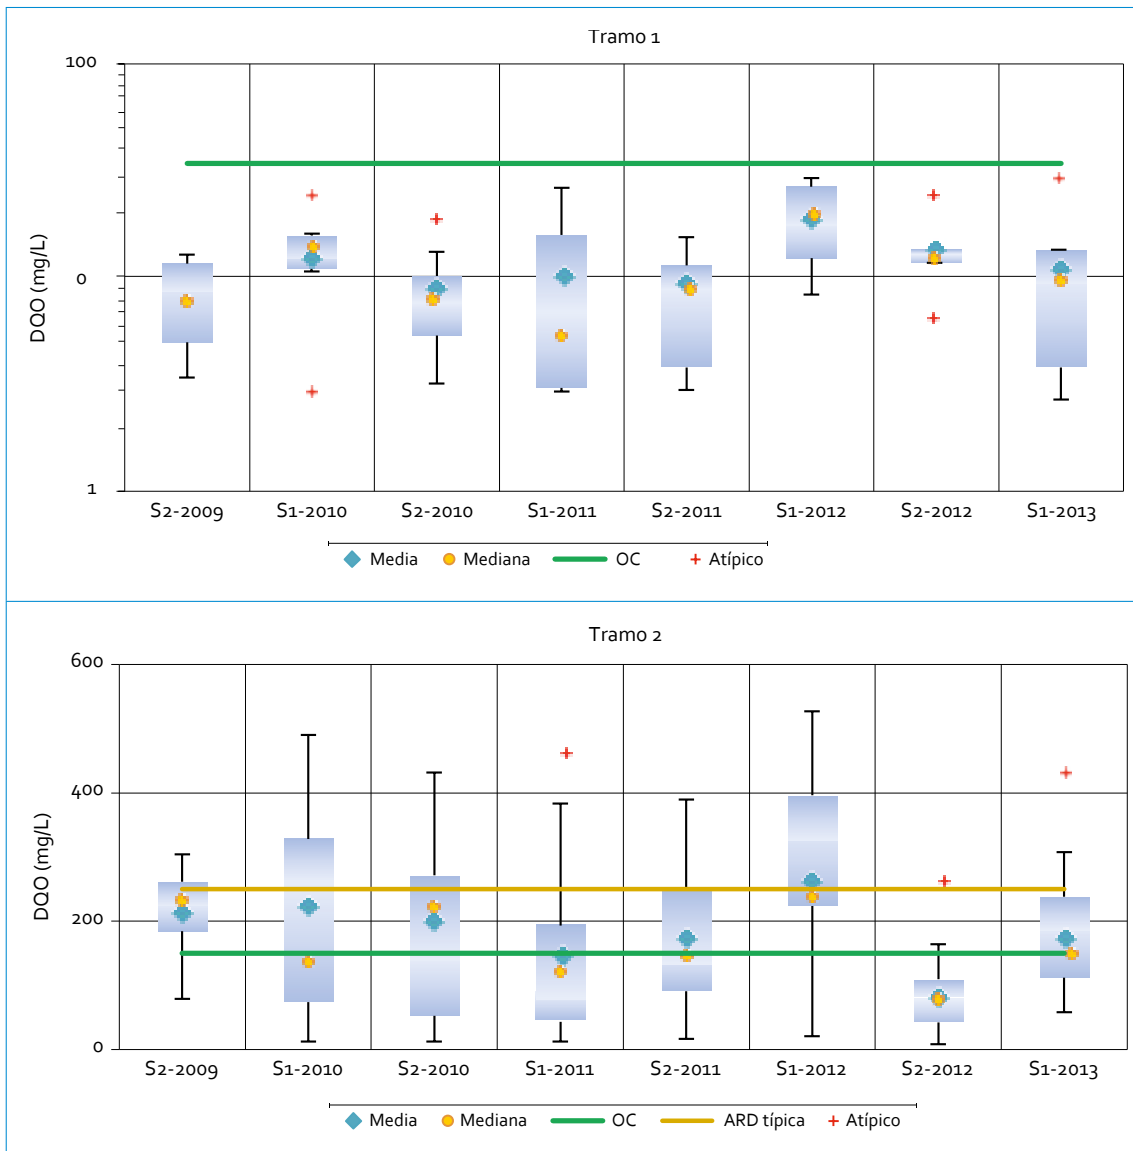 Tramo 1
100
0
1
DQO (mg/L)
S2-2009 S1-2010 S2-2010 S1-2011 S2-2011 S1-2012 S2-2012 S1-2013
Media Mediana OC Atípico
Tramo 2
600
400
200
0
DQO (mg/L)
S2-2009 S1-2010 S2-2010 S1-2011 S2-2011 S1-2012 S2-2012 S1-2013
Media Mediana OC ARD típica Atípico